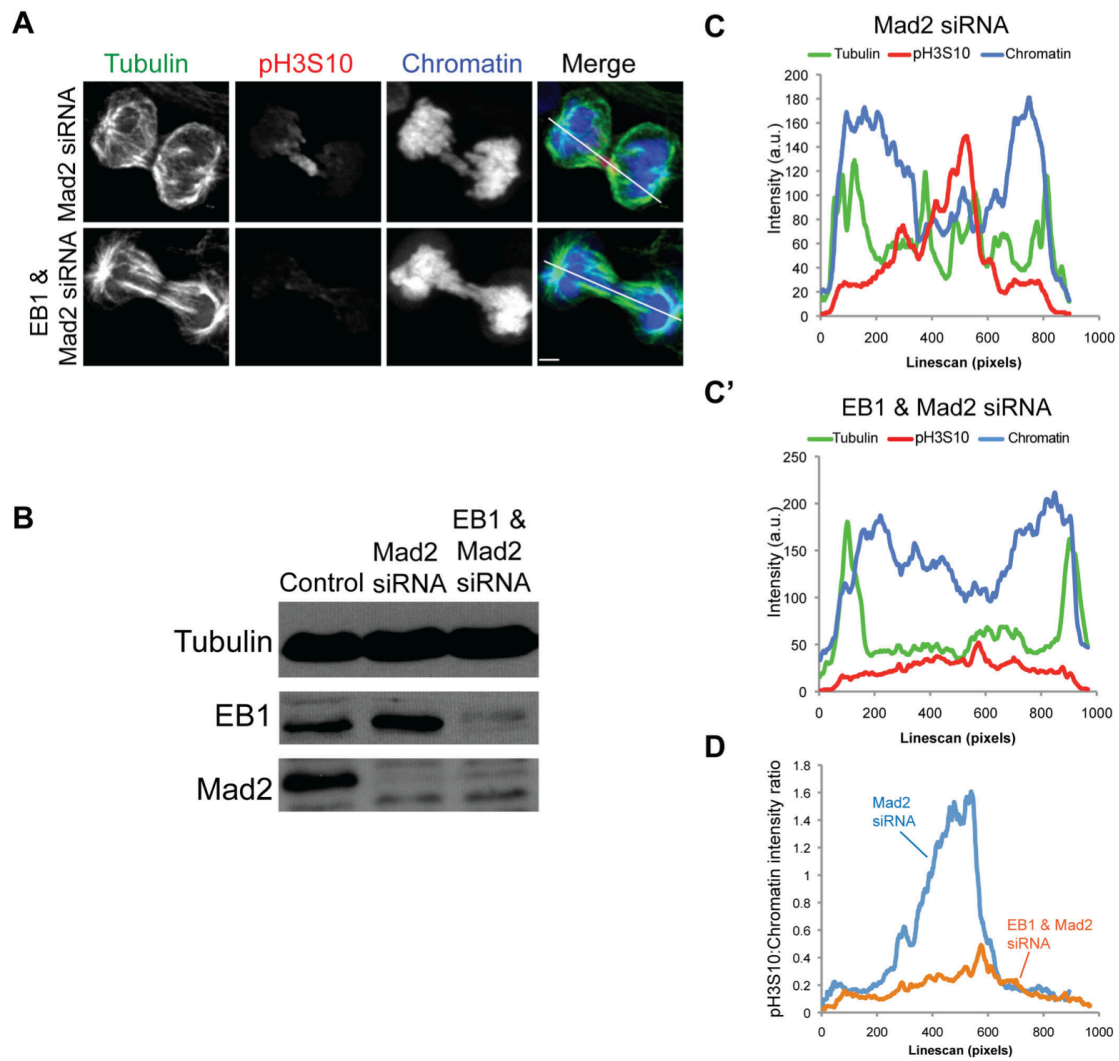 A
Tubulin
pH3S10
Chromatin
Merge
Mad2 siRNA
EB1 &
Mad2 siRNA
B
Control
Mad2
siRNA
EB1 &
Mad2
siRNA
Tubulin
EB1
Mad2
C
Mad2 siRNA
Tubulin pH3S10 Chromatin
Intensity (a.u.)
200
180
160
140
120
100
80
60
40
20
0
0 200 400 600 800 1000
Linescan (pixels)
C'
EB1 & Mad2 siRNA
Tubulin pH3S10 Chromatin
Intensity (a.u.)
250
200
150
100
50
0
0 200 400 600 800 1000
Linescan (pixels)
D
pH3S10:Chromatin intensity ratio
1.8
1.6
1.4
1.2
1
0.8
0.6
0.4
0.2
0
Mad2
siRNA
EB1 & Mad2
siRNA
0 200 400 600 800 1000
Linescan (pixels)